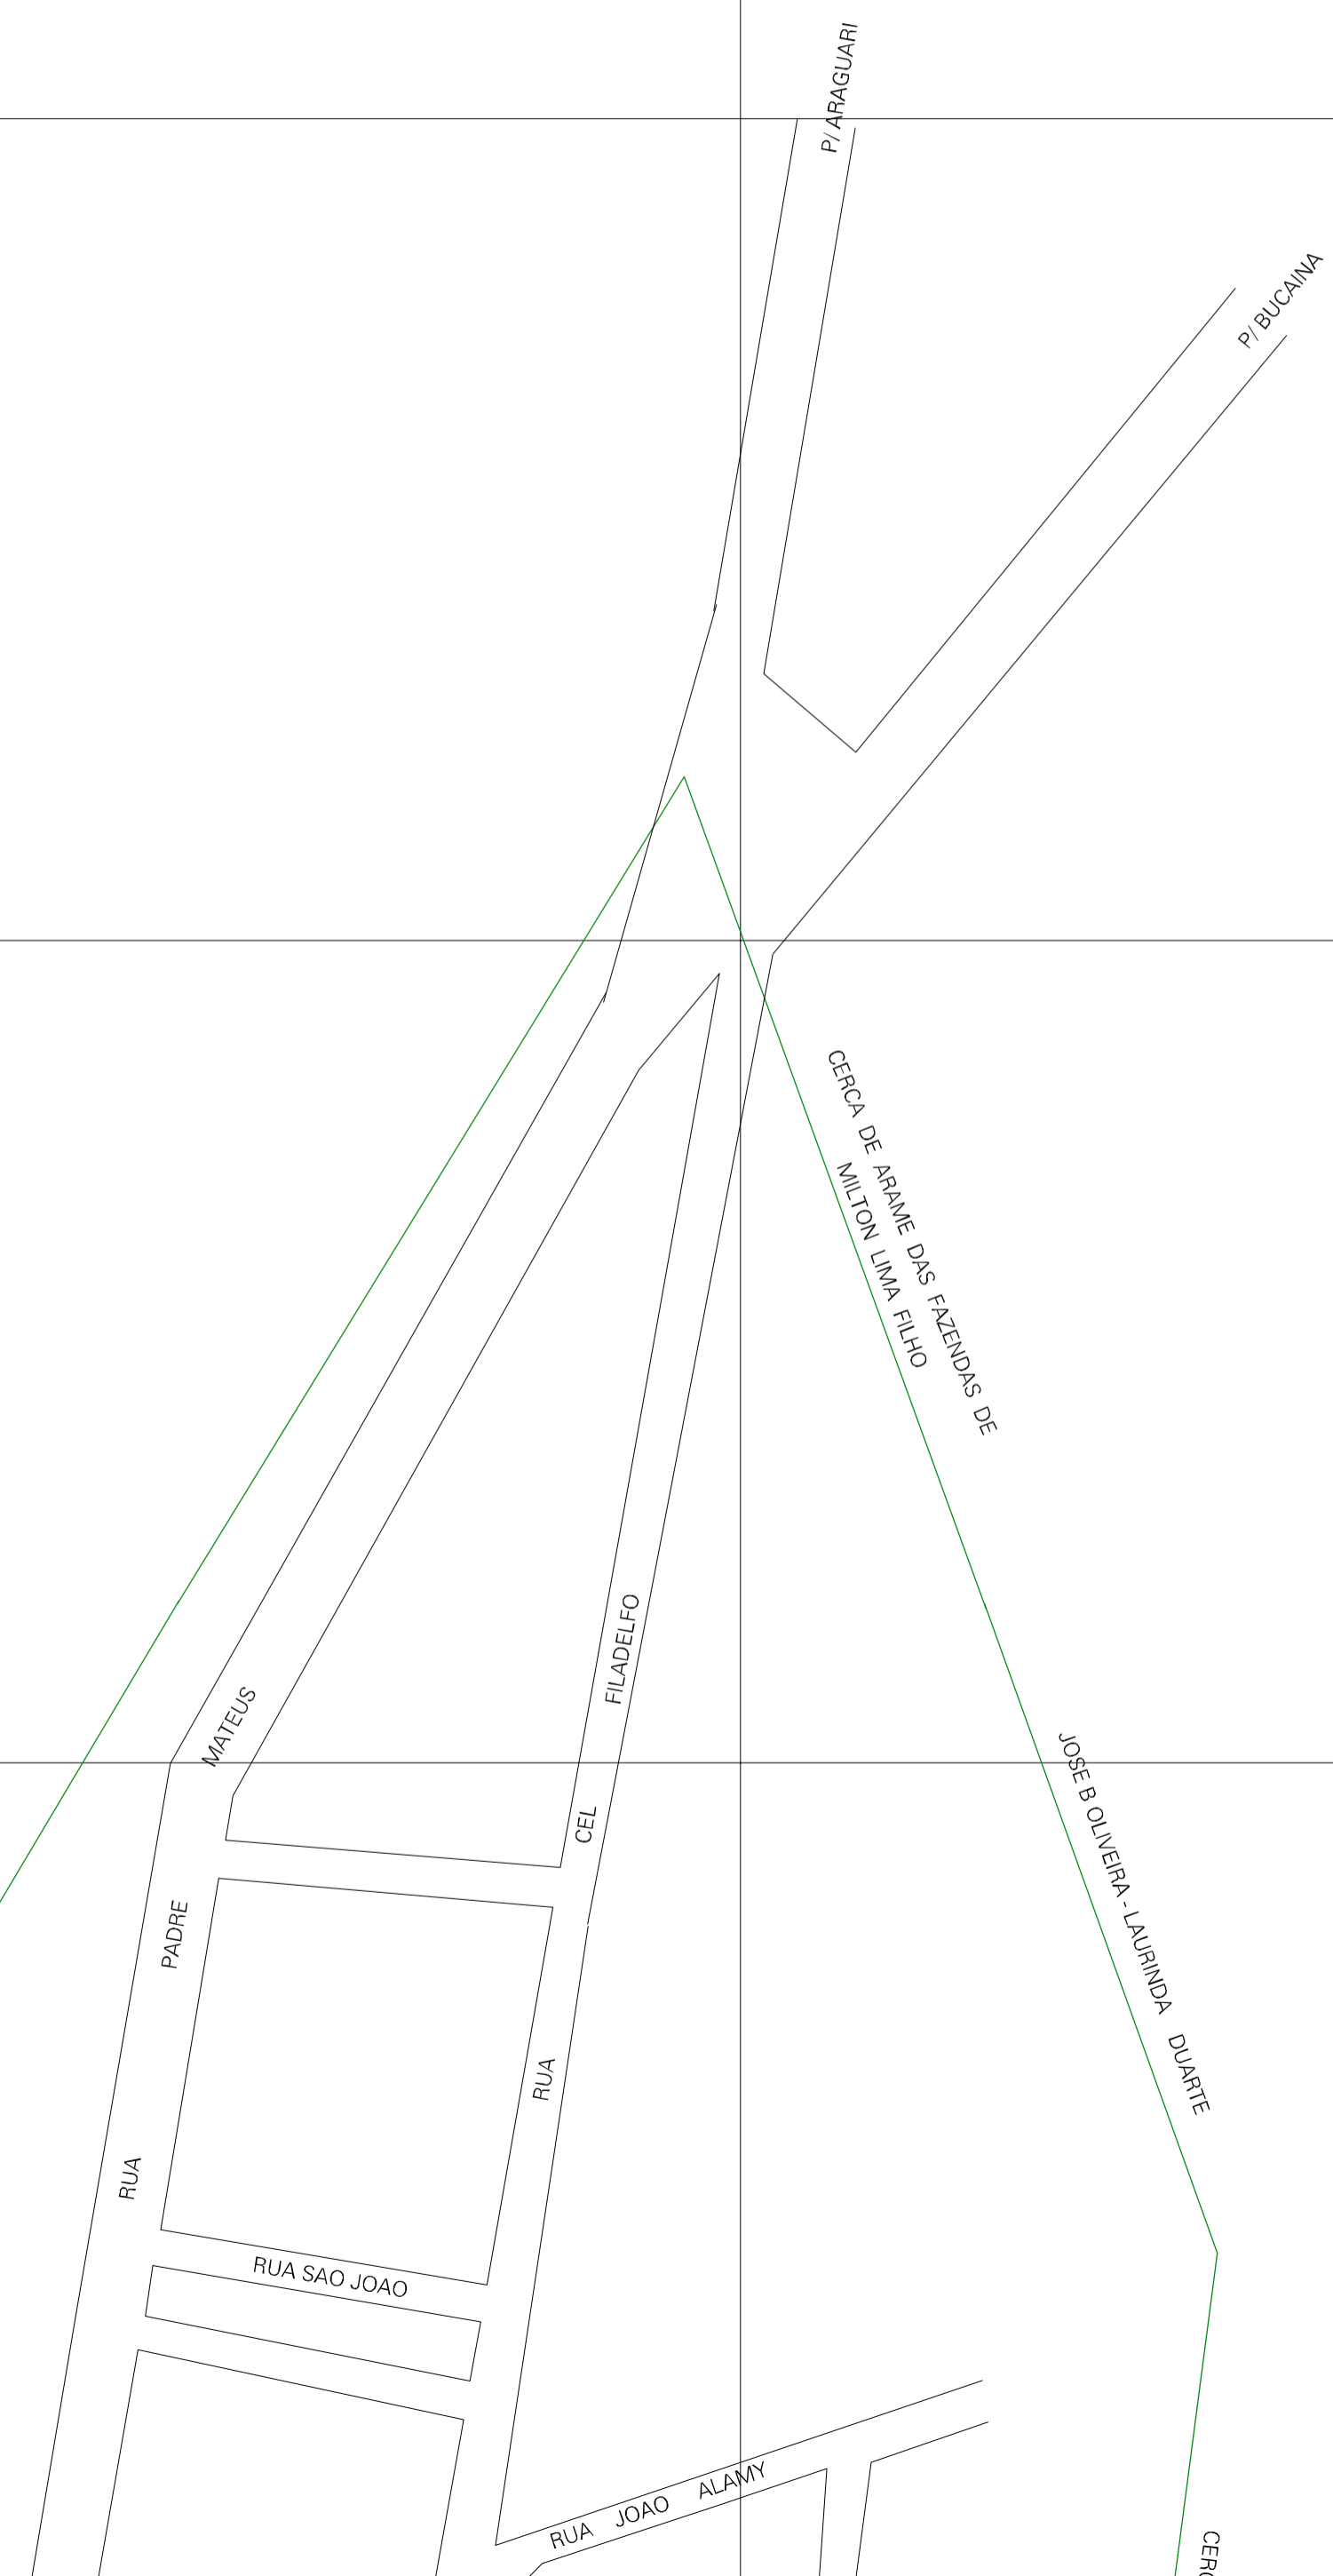 P/ ARAGUARI
P/ BUCAINA
CERCA DE ARAME DAS FAZENDAS DE
MILTON LIMA FILHO
JOSE B OLIVEIRA - LAURINDA DUARTE
RUA PADRE MATEUS
RUA CEL FILADELFO
RUA SAO JOAO
RUA JOAO ALAMY